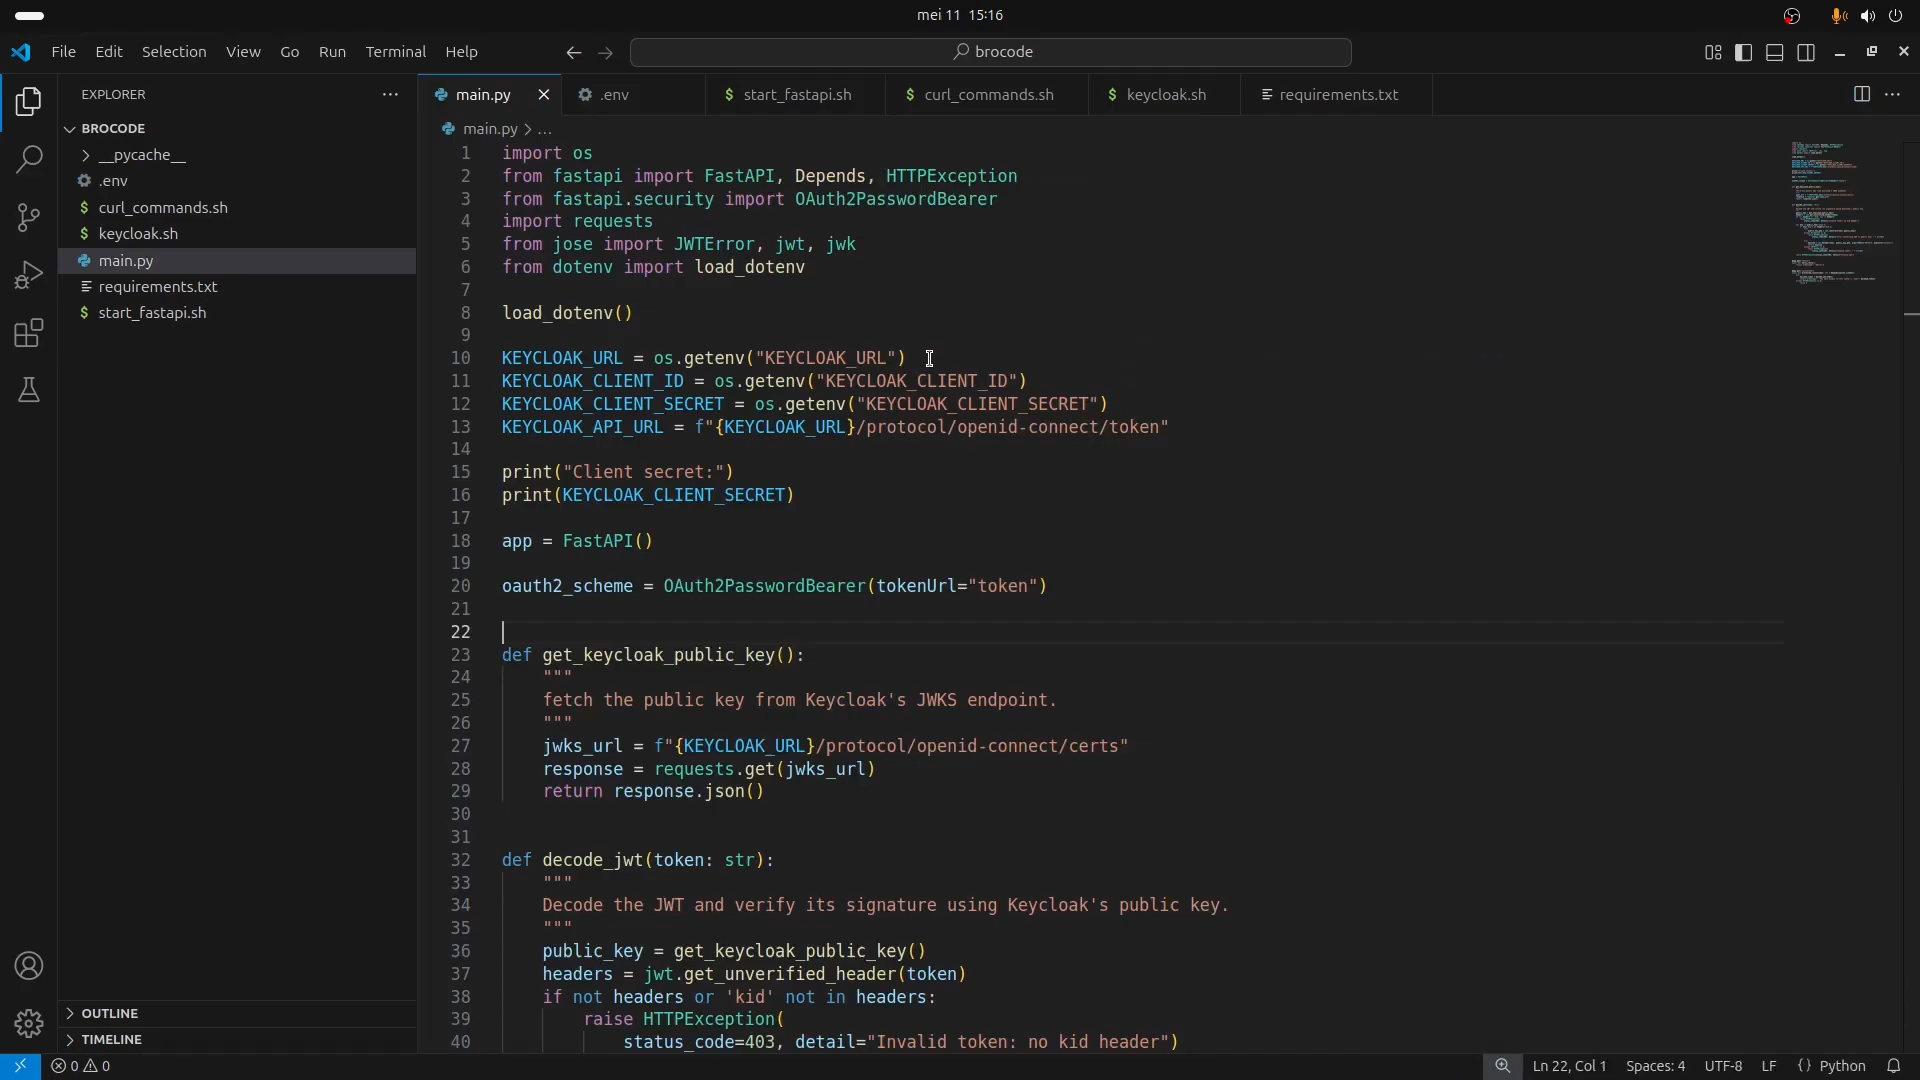 mei 11 15:16
File Edit Selection View Go Run Terminal Help
brocode
EXPLORER
BROCODE
__pycache__
.env
curl_commands.sh
keycloak.sh
main.py
requirements.txt
start_fastapi.sh
OUTLINE
TIMELINE
main.py .env start_fastapi.sh curl_commands.sh keycloak.sh requirements.txt
main.py > ...
1 import os
2 from fastapi import FastAPI, Depends, HTTPException
3 from fastapi.security import OAuth2PasswordBearer
4 import requests
5 from jose import JWTError, jwt, jwk
6 from dotenv import load_dotenv
7
8 load_dotenv()
9
10 KEYCLOAK_URL = os.getenv("KEYCLOAK_URL")
11 KEYCLOAK_CLIENT_ID = os.getenv("KEYCLOAK_CLIENT_ID")
12 KEYCLOAK_CLIENT_SECRET = os.getenv("KEYCLOAK_CLIENT_SECRET")
13 KEYCLOAK_API_URL = f"{KEYCLOAK_URL}/protocol/openid-connect/token"
14
15 print("Client secret:")
16 print(KEYCLOAK_CLIENT_SECRET)
17
18 app = FastAPI()
19
20 oauth2_scheme = OAuth2PasswordBearer(tokenUrl="token")
21
22
23 def get_keycloak_public_key():
24 """
25 fetch the public key from Keycloak's JWKS endpoint.
26 """
27 jwks_url = f"{KEYCLOAK_URL}/protocol/openid-connect/certs"
28 response = requests.get(jwks_url)
29 return response.json()
30
31
32 def decode_jwt(token: str):
33 """
34 Decode the JWT and verify its signature using Keycloak's public key.
35 """
36 public_key = get_keycloak_public_key()
37 headers = jwt.get_unverified_header(token)
38 if not headers or 'kid' not in headers:
39 raise HTTPException(
40 status_code=403, detail="Invalid token: no kid header")
0 0
Ln 22, Col 1 Spaces: 4 UTF-8 LF {} Python